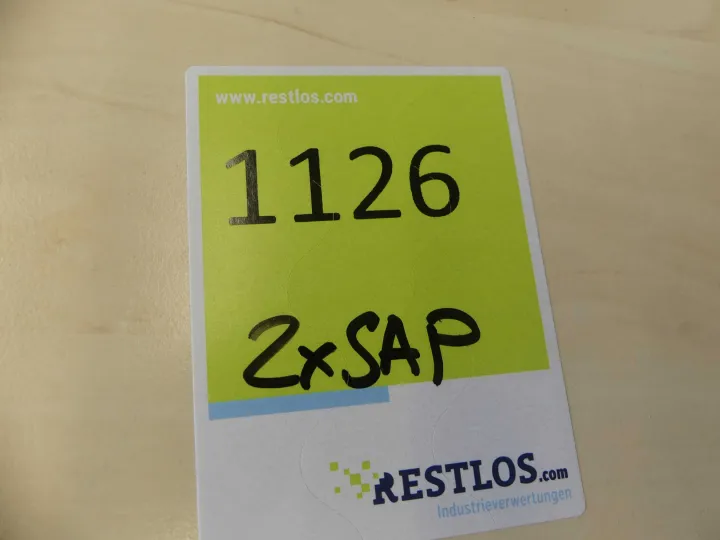 www.restlos.com
1126
2xSAP
RESTLOS.com
Industrieverwertungen